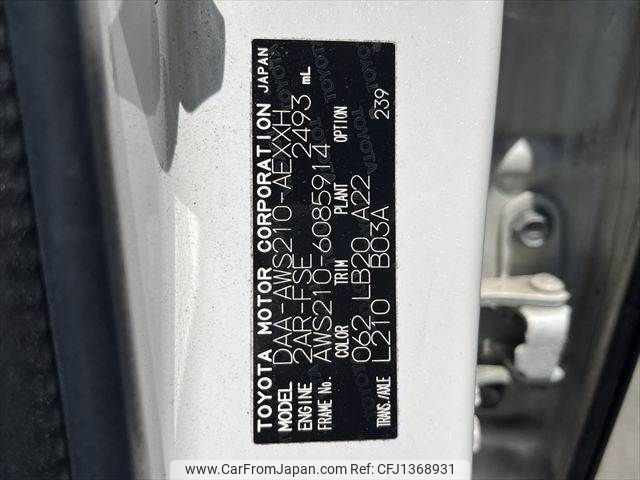 TOYOTA MOTOR CORPORATION JAPAN
MODEL DAA-AWS210-AEXXH
ENGINE 2AR-FSE 2493 mL
FRAME No. AWS210-6085914
COLOR TRIM PLANT OPTION
062 LB20 A22 239
TRANS./AXLE L210 B03A
www.CarFromJapan.com | © CarFromJapan | CFJ1368931